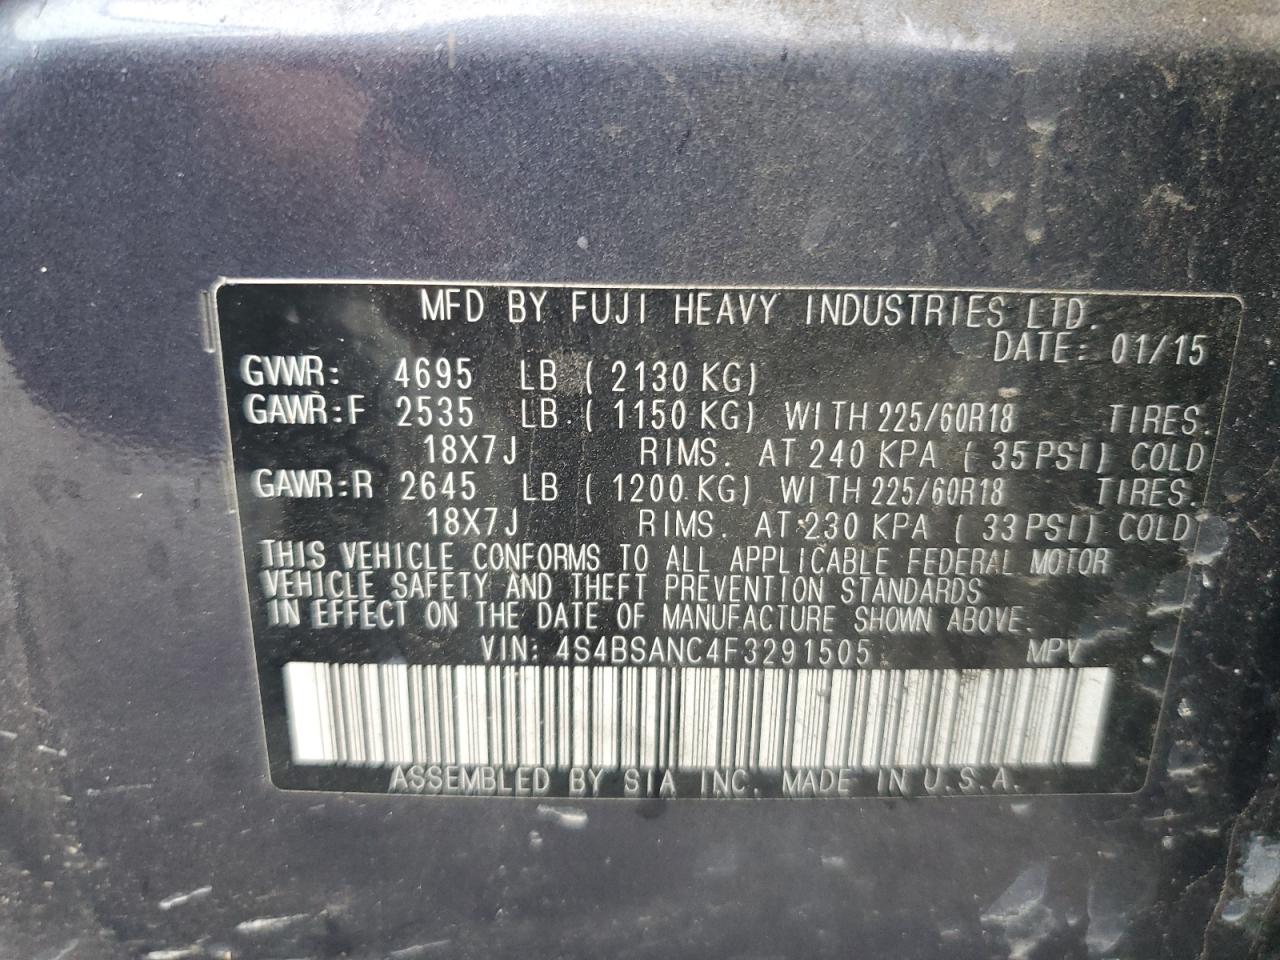 MFD BY FUJI HEAVY INDUSTRIES LTD.
DATE: 01/15
GVWR: 4695 LB ( 2130 KG)
GAWR:F 2535 LB ( 1150 KG) WITH 225/60R18 TIRES.
18X7J RIMS. AT 240 KPA ( 35PSI) COLD
GAWR:R 2645 LB ( 1200 KG) WITH 225/60R18 TIRES.
18X7J RIMS. AT 230 KPA ( 33 PSI) COLD
THIS VEHICLE CONFORMS TO ALL APPLICABLE FEDERAL MOTOR
VEHICLE SAFETY AND THEFT PREVENTION STANDARDS
IN EFFECT ON THE DATE OF MANUFACTURE SHOWN ABOVE.
VIN: 4S4BSANC4F3291505 MPV
ASSEMBLED BY SIA INC. MADE IN U.S.A.